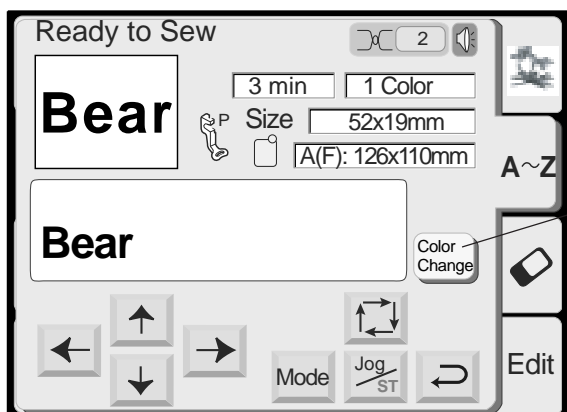 Ready to Sew
2
Bear
3 min
1 Color
P
Size
52x19mm
A(F): 126x110mm
A~Z
Bear
Color
Change
Mode
Jog
ST
Edit